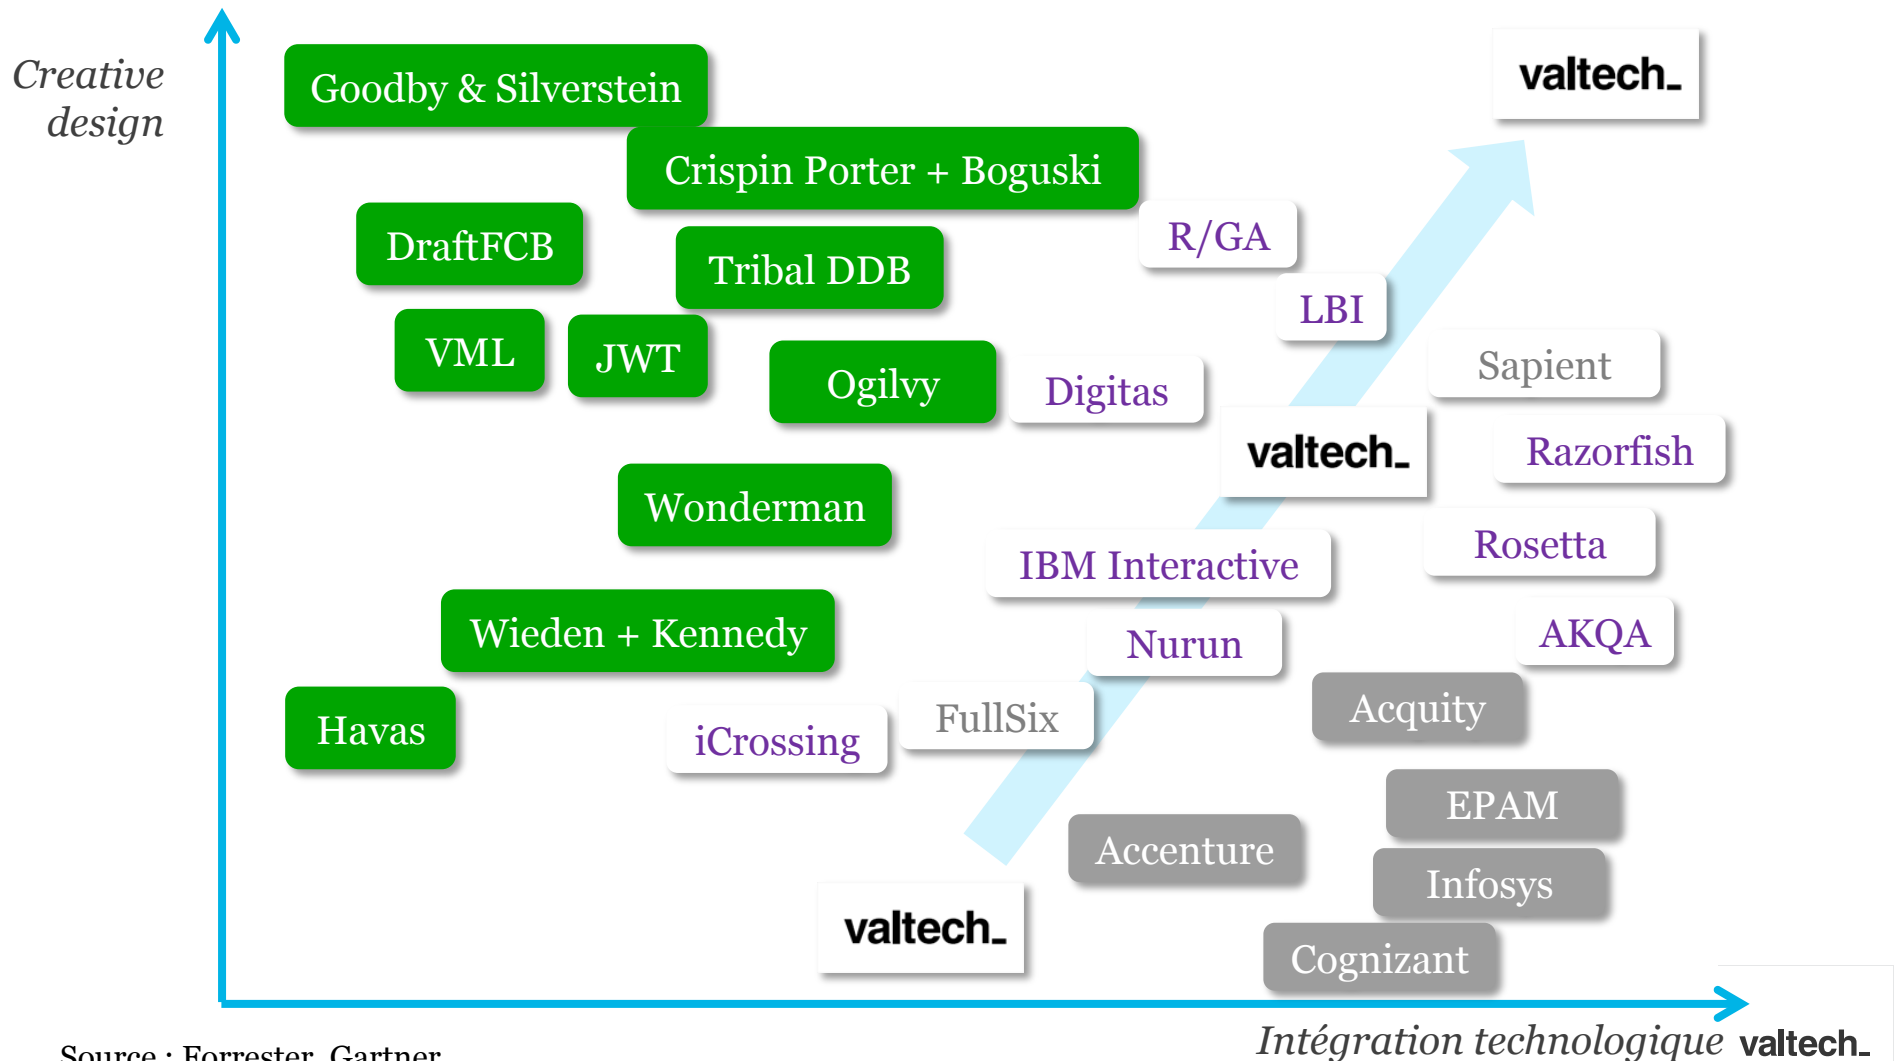 Creative
design
Goodby & Silverstein
valtech_
Crispin Porter + Boguski
R/GA
DraftFCB
Tribal DDB
LBI
VML
JWT
Ogilvy
Digitas
Sapient
valtech_
Razorfish
Wonderman
IBM Interactive
Rosetta
Wieden + Kennedy
Nurun
AKQA
Havas
iCrossing
FullSix
Acquity
EPAM
Accenture
Infosys
valtech_
Cognizant
Intégration technologique
valtech_
Source : Forrester, Gartner